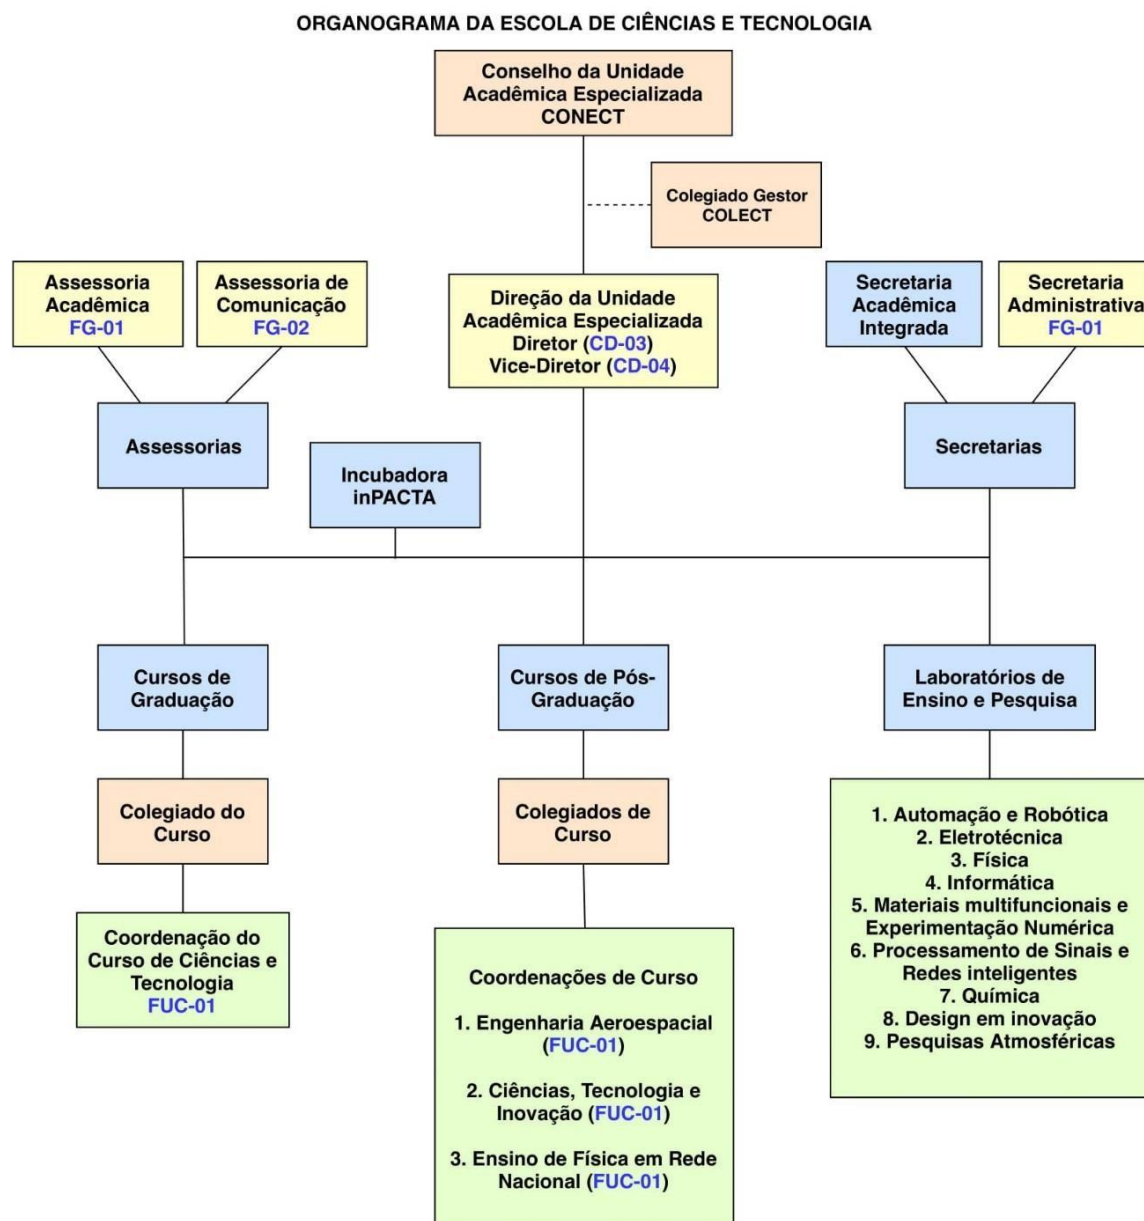 ORGANOGRAMA DA ESCOLA DE CIÊNCIAS E TECNOLOGIA
Conselho da Unidade
Acadêmica Especializada
CONECT
Colegiado Gestor
COLECT
Assessoria
Acadêmica
FG-01
Assessoria de
Comunicação
FG-02
Direção da Unidade
Acadêmica Especializada
Diretor (CD-03)
Vice-Diretor (CD-04)
Secretaria
Acadêmica
Integrada
Secretaria
Administrativa
FG-01
Assessorias
Incubadora
inPACTA
Secretarias
Cursos de
Graduação
Cursos de Pós-
Graduação
Laboratórios de
Ensino e Pesquisa
Colegiado do
Curso
Colegiados de
Curso
Coordenação do
Curso de Ciências e
Tecnologia
FUC-01
Coordenações de Curso
1. Engenharia Aeroespacial
(FUC-01)
2. Ciências, Tecnologia e
Inovação (FUC-01)
3. Ensino de Física em Rede
Nacional (FUC-01)
1. Automação e Robótica
2. Eletrotécnica
3. Física
4. Informática
5. Materiais multifuncionais e
Experimentação Numérica
6. Processamento de Sinais e
Redes inteligentes
7. Química
8. Design em inovação
9. Pesquisas Atmosféricas